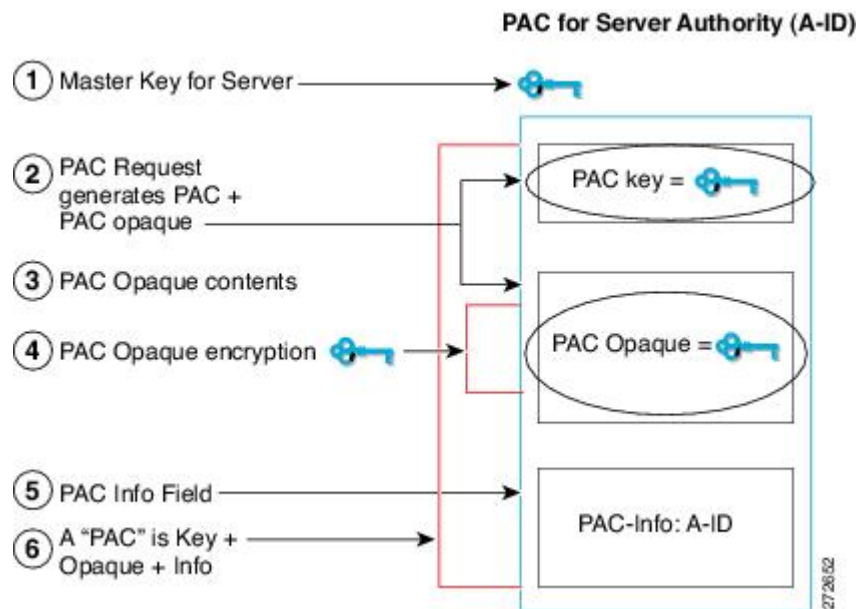 PAC for Server Authority (A-ID)
1 Master Key for Server
2 PAC Request
generates PAC +
PAC opaque
PAC key =
3 PAC Opaque contents
4 PAC Opaque encryption
PAC Opaque =
5 PAC Info Field
PAC-Info: A-ID
6 A “PAC” is Key +
Opaque + Info
272652